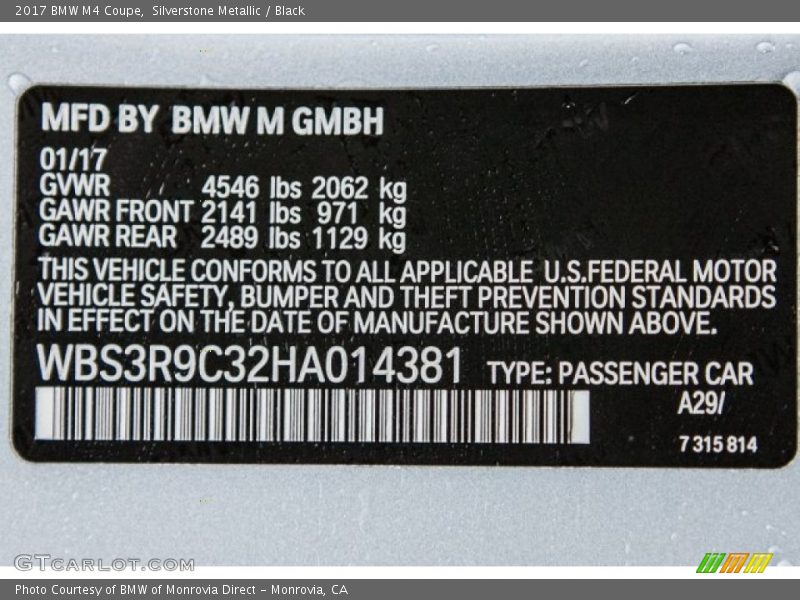 2017 BMW M4 Coupe,  Silverstone Metallic / Black
MFD BY BMW M GMBH
01/17
GVWR 4546 lbs 2062 kg
GAWR FRONT 2141 lbs 971 kg
GAWR REAR 2489 lbs 1129 kg
THIS VEHICLE CONFORMS TO ALL APPLICABLE U.S.FEDERAL MOTOR
VEHICLE SAFETY, BUMPER AND THEFT PREVENTION STANDARDS
IN EFFECT ON THE DATE OF MANUFACTURE SHOWN ABOVE.
WBS3R9C32HA014381 TYPE: PASSENGER CAR
A29/
7 315 814
GTCARLOT.COM
Photo Courtesy of BMW of Monrovia Direct – Monrovia, CA